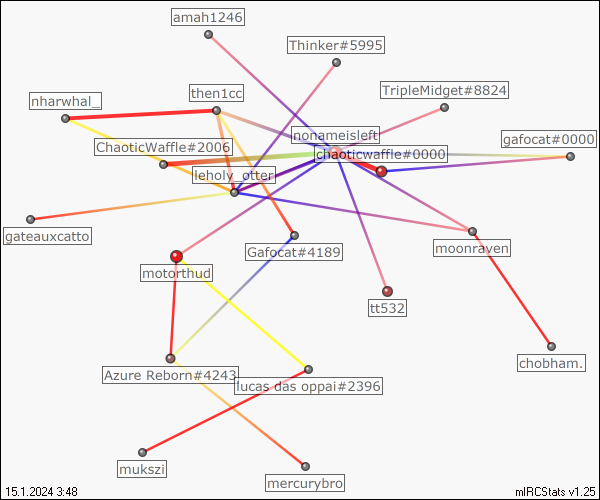 amah1246
Thinker#5995
TripleMidget#8824
then1cc
nharwhal_
nonameisleft
gafocat#0000
ChaoticWaffle#2006
chaoticwaffle#0000
leholy_otter
gateauxcatto
Gafocat#4189
moonraven
motorthud
tt532
chobham.
Azure Reborn#4243
lucas das oppai#2396
mukszi
mercurybro
15.1.2024 3:48
mIRCStats v1.25